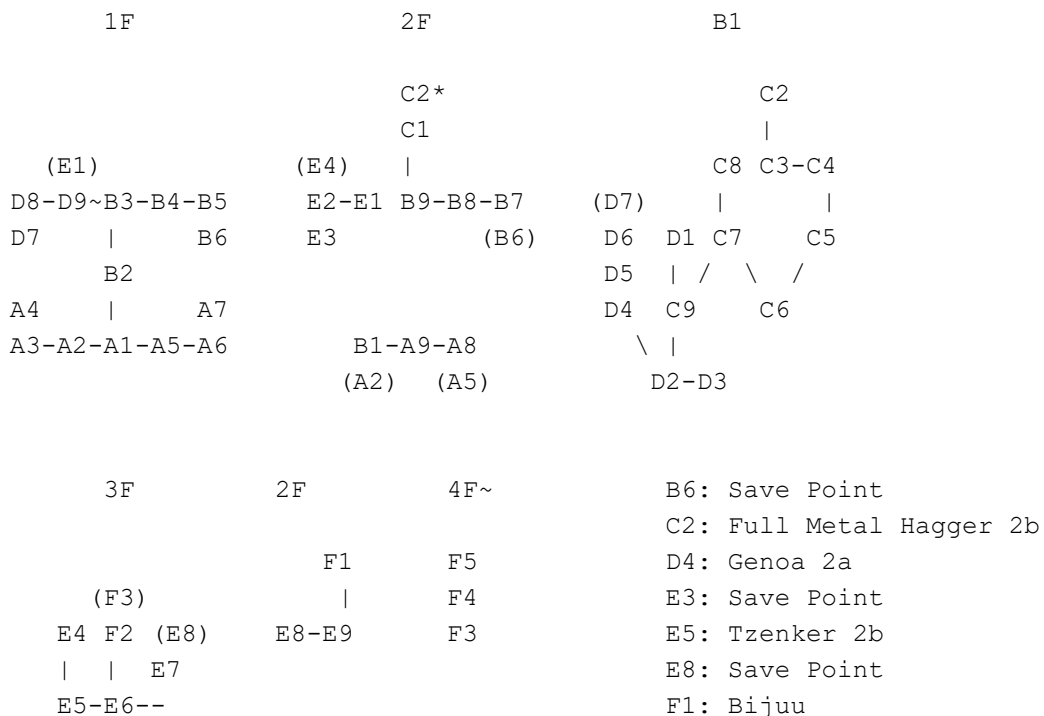 1F 2F B1
C2* C2
C1 |
(E1) (E4) | C8 C3-C4
D8-D9~B3-B4-B5 E2-E1 B9-B8-B7 (D7) | |
D7 | B6 E3 (B6) D6 D1 C7 C5
B2 D5 | / \ /
A4 | A7 D4 C9 C6
A3-A2-A1-A5-A6 B1-A9-A8 \ |
(A2) (A5) D2-D3
3F 2F 4F~ B6: Save Point
C2: Full Metal Hagger 2b
F1 F5 D4: Genoa 2a
(F3) | F4 E3: Save Point
E4 F2 (E8) E8-E9 F3 E5: Tzenker 2b
| | E7 E8: Save Point
E5-E6-- F1: Bijuu